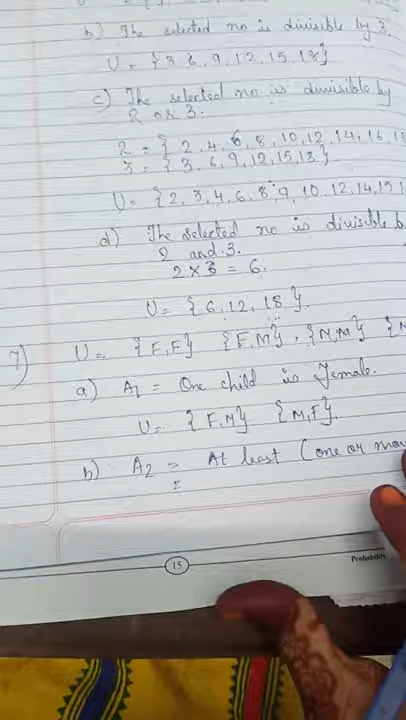 b) The selected no is divisible by 3.
U = {3, 6, 9, 12, 15, 18}
c) The selected no is divisible by
2 or 3.
2 = {2, 4, 6, 8, 10, 12, 14, 16, 1
3 = {3, 6, 9, 12, 15, 18}
U = {2, 3, 4, 6, 8, 9, 10, 12, 14, 15
d) The selected no is divisible b
2 and 3.
2 × 3 = 6.
U = {6, 12, 18}.
7) U = {F, F} {F, M}, {M, M} {M
a) A1 = One child is Female.
U = {F, M} {M, F}.
b) A2 = At least (one or mo
=
15
Probability